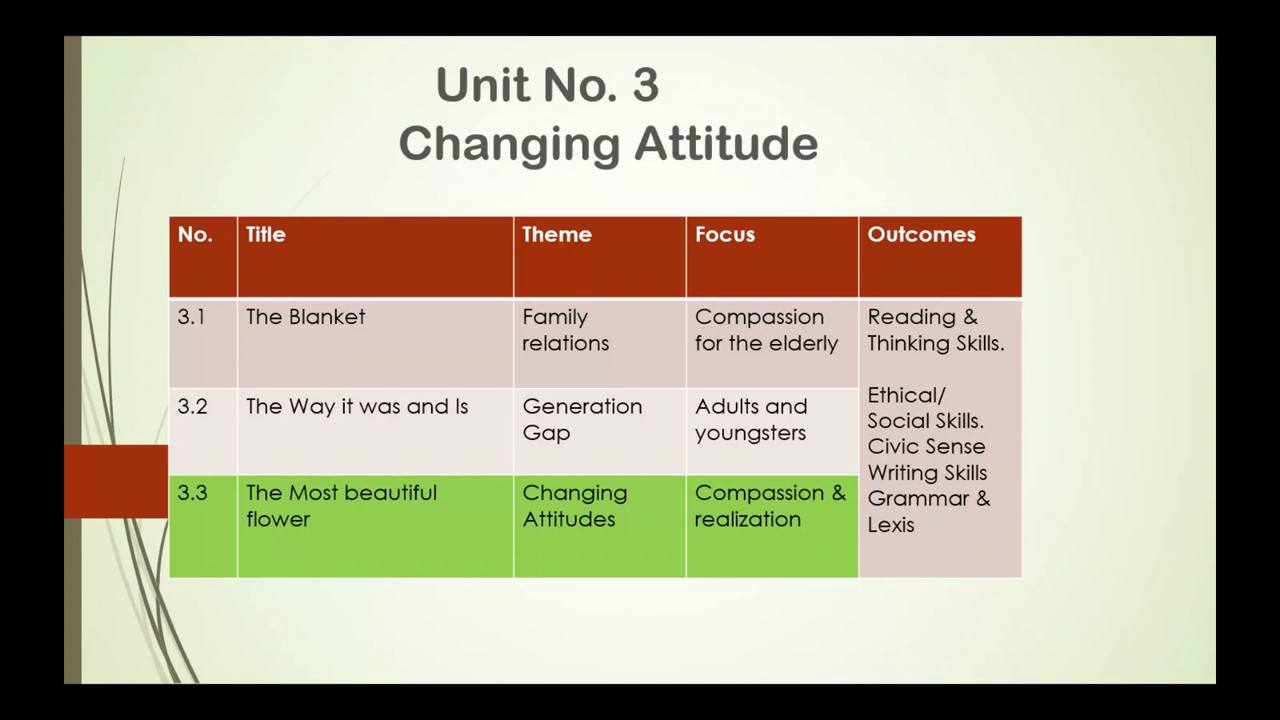 Unit No. 3
Changing Attitude
No. Title Theme Focus Outcomes
3.1 The Blanket Family relations Compassion for the elderly
3.2 The Way it was and Is Generation Gap Adults and youngsters
3.3 The Most beautiful flower Changing Attitudes Compassion & realization
Reading &
Thinking Skills.
Ethical/
Social Skills.
Civic Sense
Writing Skills
Grammar &
Lexis